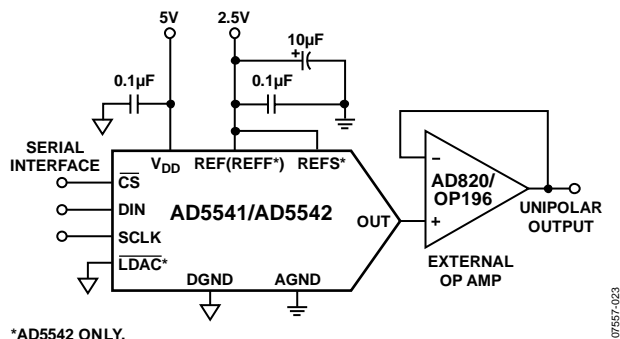 5V
2.5V
10µF
+
0.1µF
0.1µF
SERIAL
INTERFACE
VDD
REF(REFF*)
REFS*
CS
DIN
SCLK
LDAC*
AD5541/AD5542
OUT
DGND
AGND
–
+
AD820/
OP196
UNIPOLAR
OUTPUT
EXTERNAL
OP AMP
*AD5542 ONLY.
07557-023